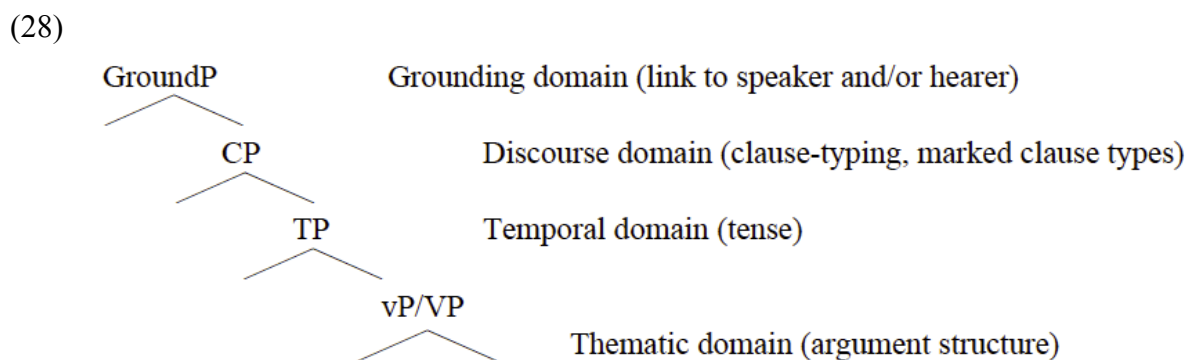 (28)
GroundP Grounding domain (link to speaker and/or hearer)
CP Discourse domain (clause-typing, marked clause types)
TP Temporal domain (tense)
vP/VP
Thematic domain (argument structure)